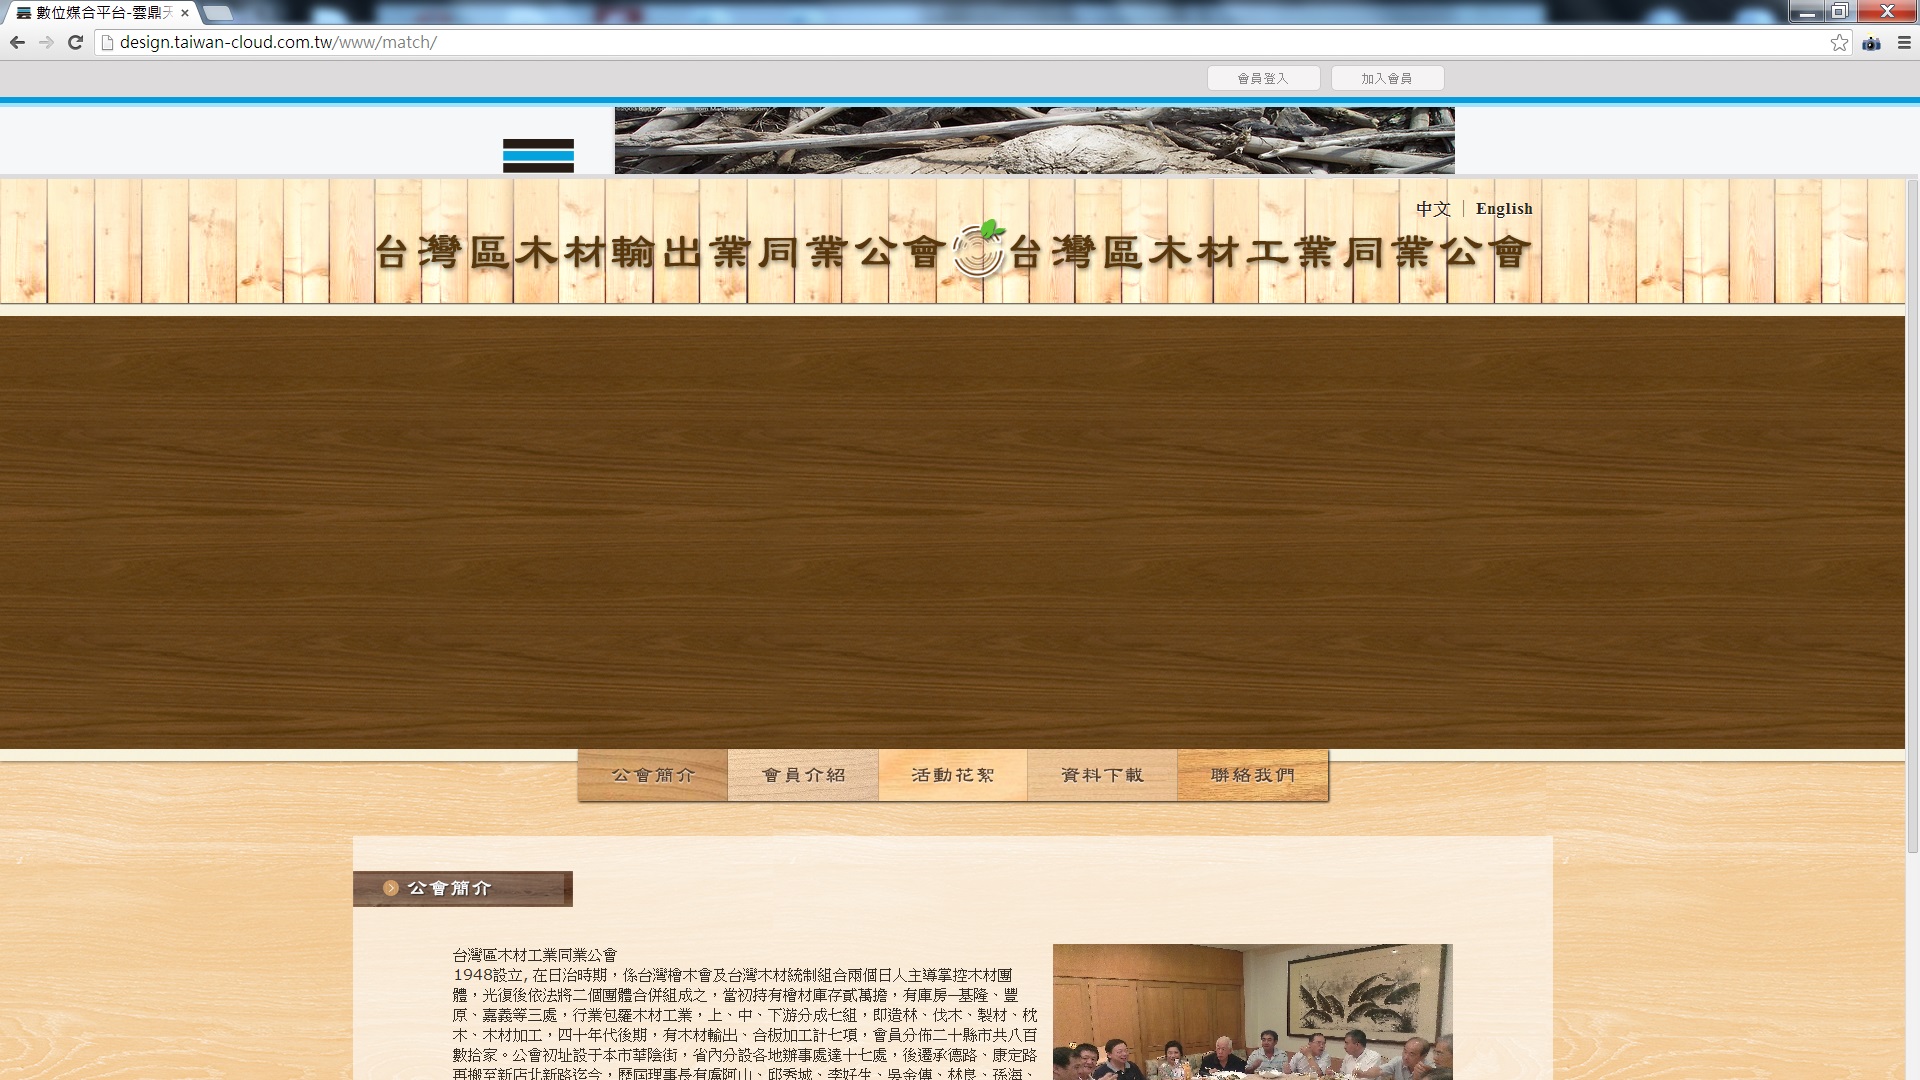 數位媒合平台-雲鼎天
design.taiwan-cloud.com.tw/www/match/
會員登入
加入會員
中文 | English
台灣區木材輸出業同業公會 台灣區木材工業同業公會
公會簡介
會員介紹
活動花絮
資料下載
聯絡我們
公會簡介
台灣區木材工業同業公會
1948設立, 在日治時期，係台灣檜木會及台灣木材統制組合兩個日人主導掌控木材團
體，光復後依法將二個團體合併組成之，當初持有檜材庫存貳萬擔，有庫房─基隆、豐
原、嘉義等三處，行業包羅木材工業，上、中、下游分成七組，即造林、伐木、製材、枕
木、木材加工，四十年代後期，有木材輸出、合板加工計七項，會員分佈二十縣市共八百
數拾家。公會初址設于本市華陰街，省內分設各地辦事處達十七處，後遷承德路、康定路
再搬至新店北新路迄今，歷屆理事長有盧阿山、邱秀城、李好生、吳金傳、林良、孫海、